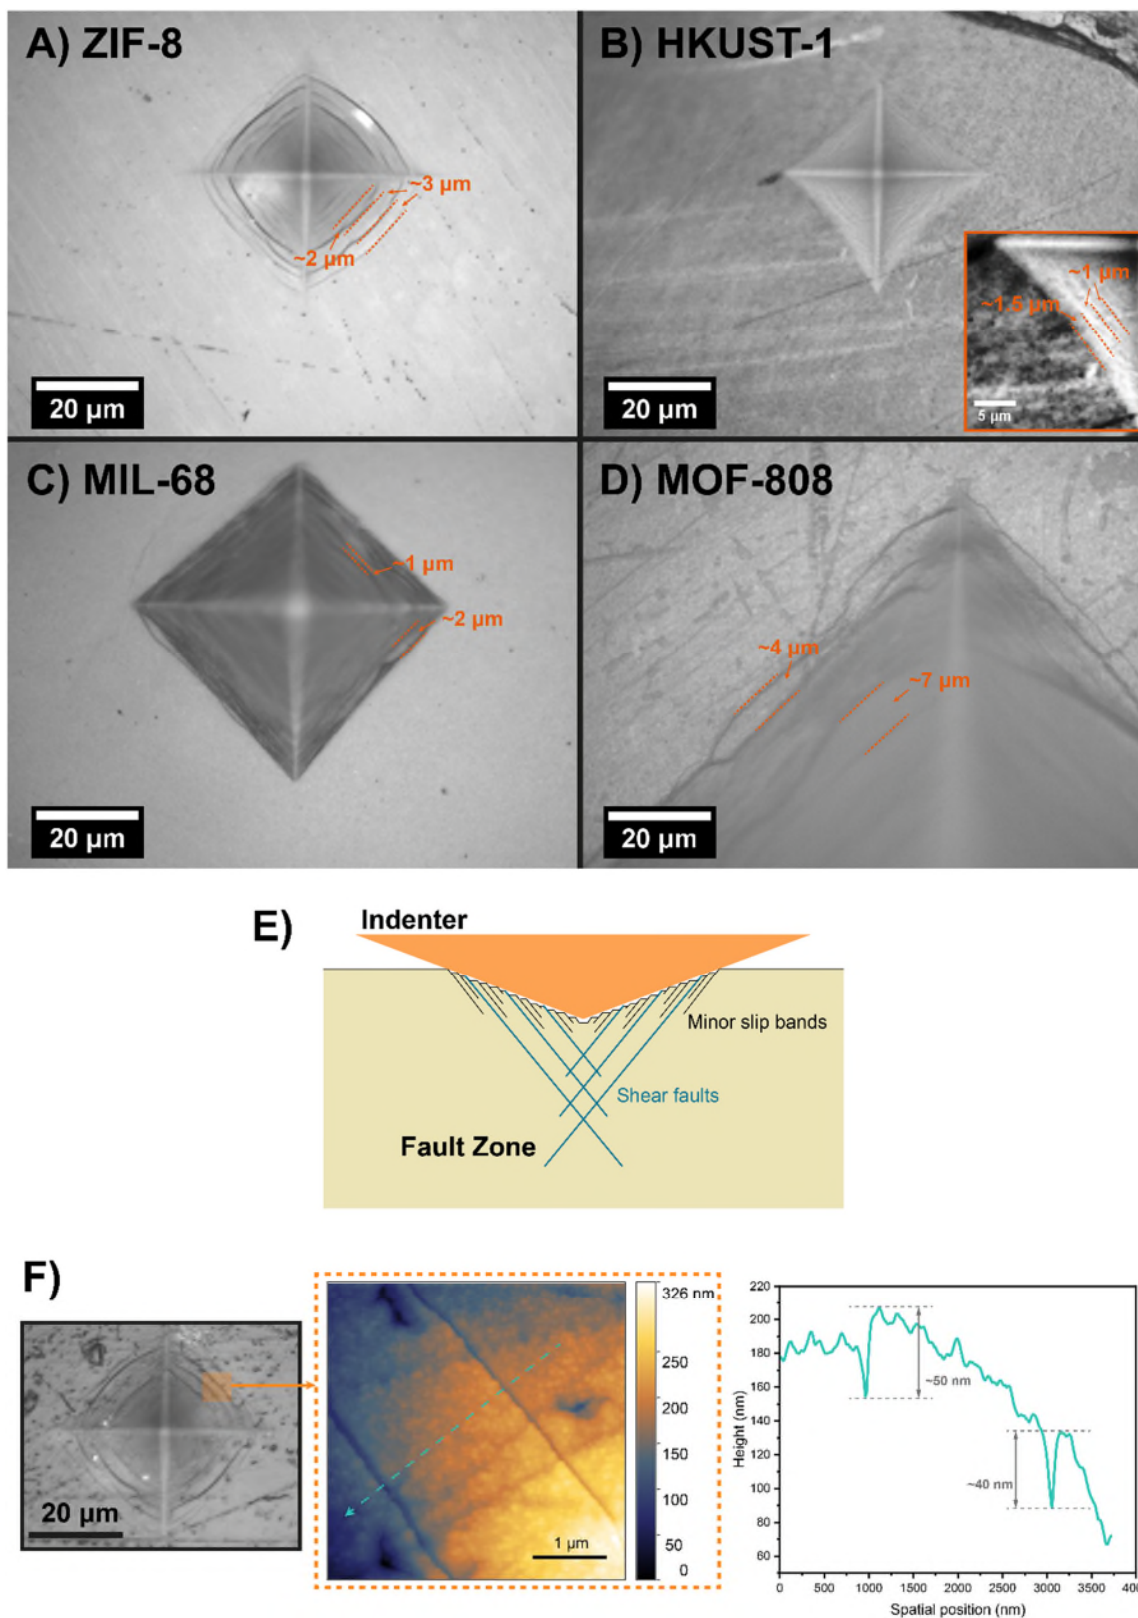 A) ZIF-8
~3 μm
~2 μm
20 μm
B) HKUST-1
~1 μm
~1.5 μm
5 μm
20 μm
C) MIL-68
~1 μm
~2 μm
20 μm
D) MOF-808
~4 μm
~7 μm
20 μm
E)
Indenter
Minor slip bands
Shear faults
Fault Zone
F)
20 μm
1 μm
326 nm
250
200
150
100
50
0
Height (nm)
220
200
180
160
140
120
100
80
60
~50 nm
~40 nm
0 500 1000 1500 2000 2500 3000 3500 400
Spatial position (nm)